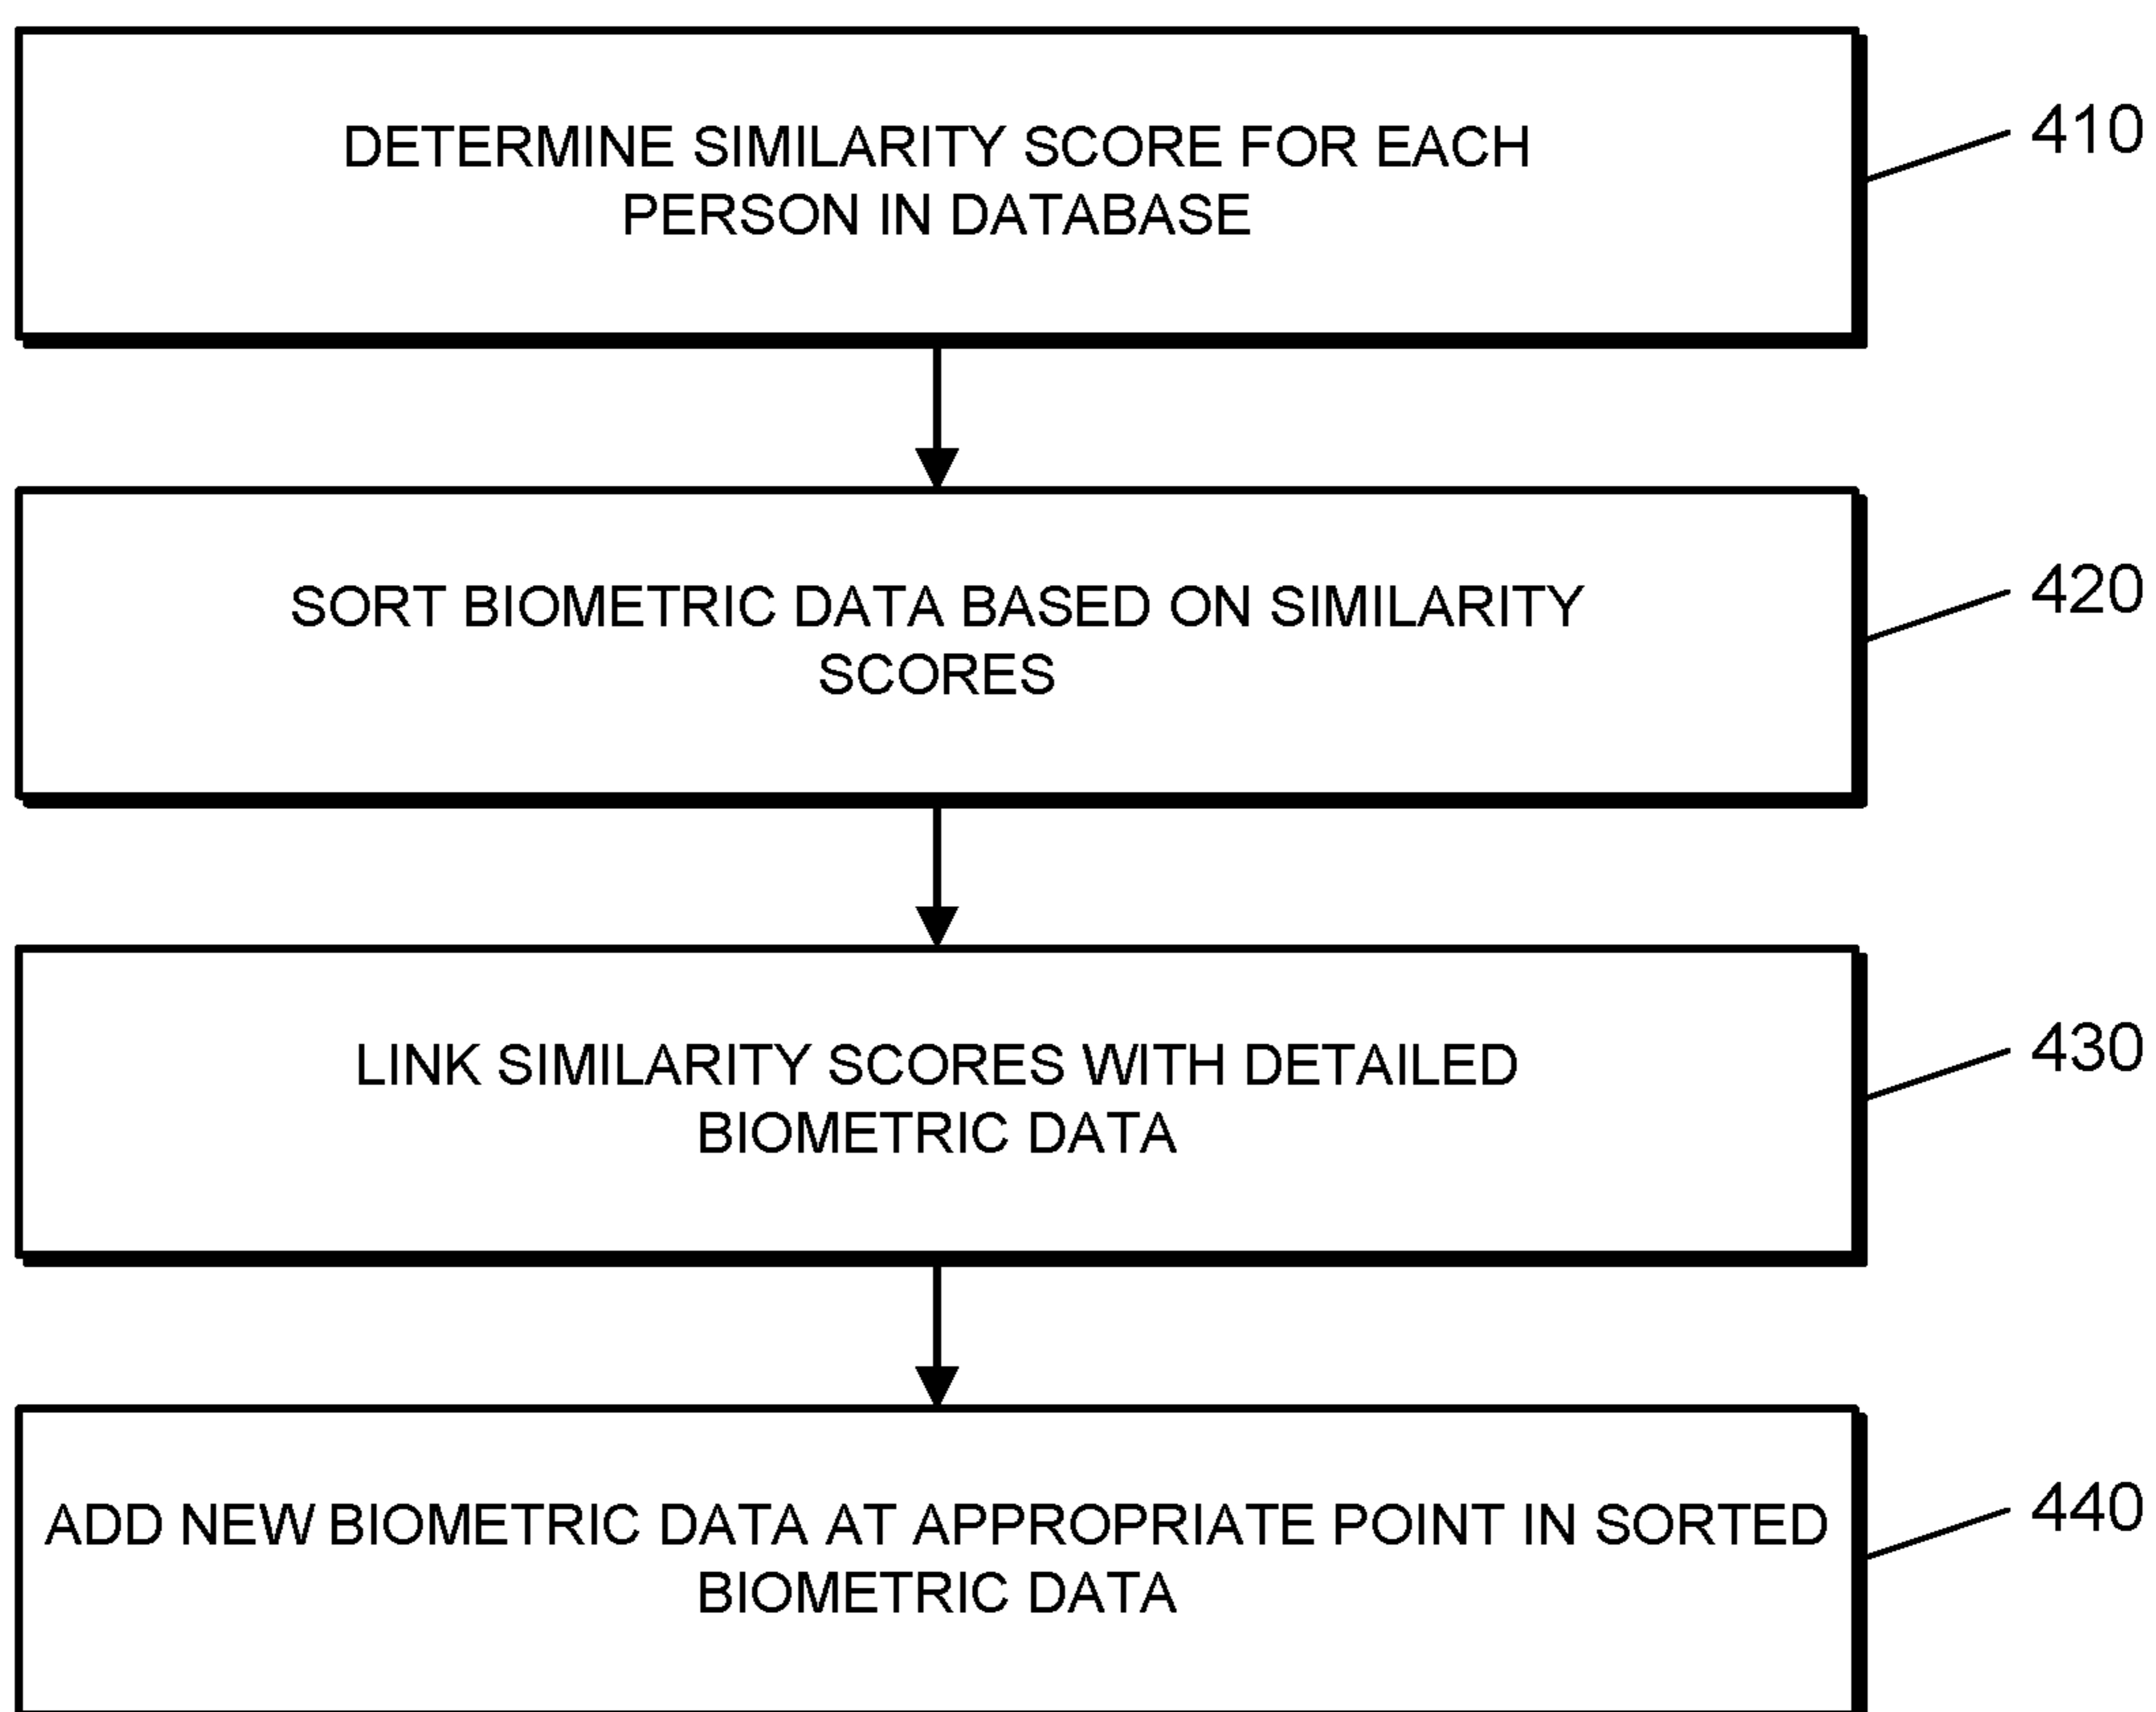 DETERMINE SIMILARITY SCORE FOR EACH
PERSON IN DATABASE
410
SORT BIOMETRIC DATA BASED ON SIMILARITY
SCORES
420
LINK SIMILARITY SCORES WITH DETAILED
BIOMETRIC DATA
430
ADD NEW BIOMETRIC DATA AT APPROPRIATE POINT IN SORTED
BIOMETRIC DATA
440